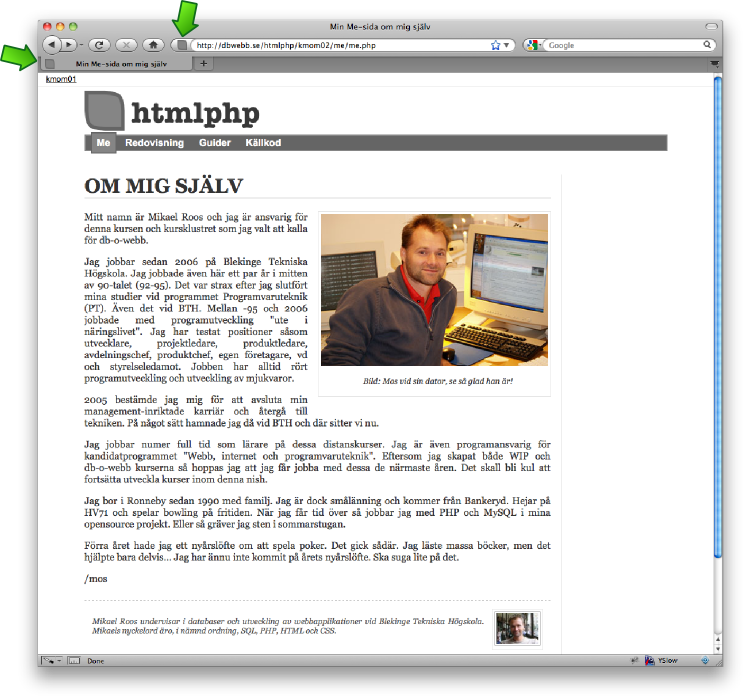 Min Me-sida om mig själv
http://dbwebb.se/htmlphp/kmom02/me/me.php
Google
Min Me-sida om mig själv
kmom01
htmlphp
Me Redovisning Guider Källkod
OM MIG SJÄLV
Mitt namn är Mikael Roos och jag är ansvarig för
denna kursen och kursklustret som jag valt att kalla
för db-o-webb.
Jag jobbar sedan 2006 på Blekinge Tekniska
Högskola. Jag jobbade även här ett par år i mitten
av 90-talet (92-95). Det var strax efter jag slutfört
mina studier vid programmet Programvaruteknik
(PT). Även det vid BTH. Mellan -95 och 2006
jobbade med programutveckling "ute i
näringslivet". Jag har testat positioner såsom
utvecklare, projektledare, produktledare,
avdelningschef, produktchef, egen företagare, vd
och styrelseledamot. Jobben har alltid rört
programutveckling och utveckling av mjukvaror.
Bild: Mos vid sin dator, se så glad han är!
2005 bestämde jag mig för att avsluta min
management-inriktade karriär och återgå till
tekniken. På något sätt hamnade jag då vid BTH och där sitter vi nu.
Jag jobbar numer full tid som lärare på dessa distanskurser. Jag är även programansvarig för
kandidatprogrammet "Webb, internet och programvaruteknik". Eftersom jag skapat både WIP och
db-o-webb kurserna så hoppas jag att jag får jobba med dessa de närmaste åren. Det skall bli kul att
fortsätta utveckla kurser inom denna nish.
Jag bor i Ronneby sedan 1990 med familj. Jag är dock smålänning och kommer från Bankeryd. Hejar på
HV71 och spelar bowling på fritiden. När jag får tid över så jobbar jag med PHP och MySQL i mina
opensource projekt. Eller så gräver jag sten i sommarstugan.
Förra året hade jag ett nyårslöfte om att spela poker. Det gick sådär. Jag läste massa böcker, men det
hjälpte bara delvis... Jag har ännu inte kommit på årets nyårslöfte. Ska suga lite på det.
/mos
Mikael Roos undervisar i databaser och utveckling av webbapplikationer vid Blekinge Tekniska Högskola.
Mikaels nyckelord äro, i nämnd ordning, SQL, PHP, HTML och CSS.
Done
YSlow